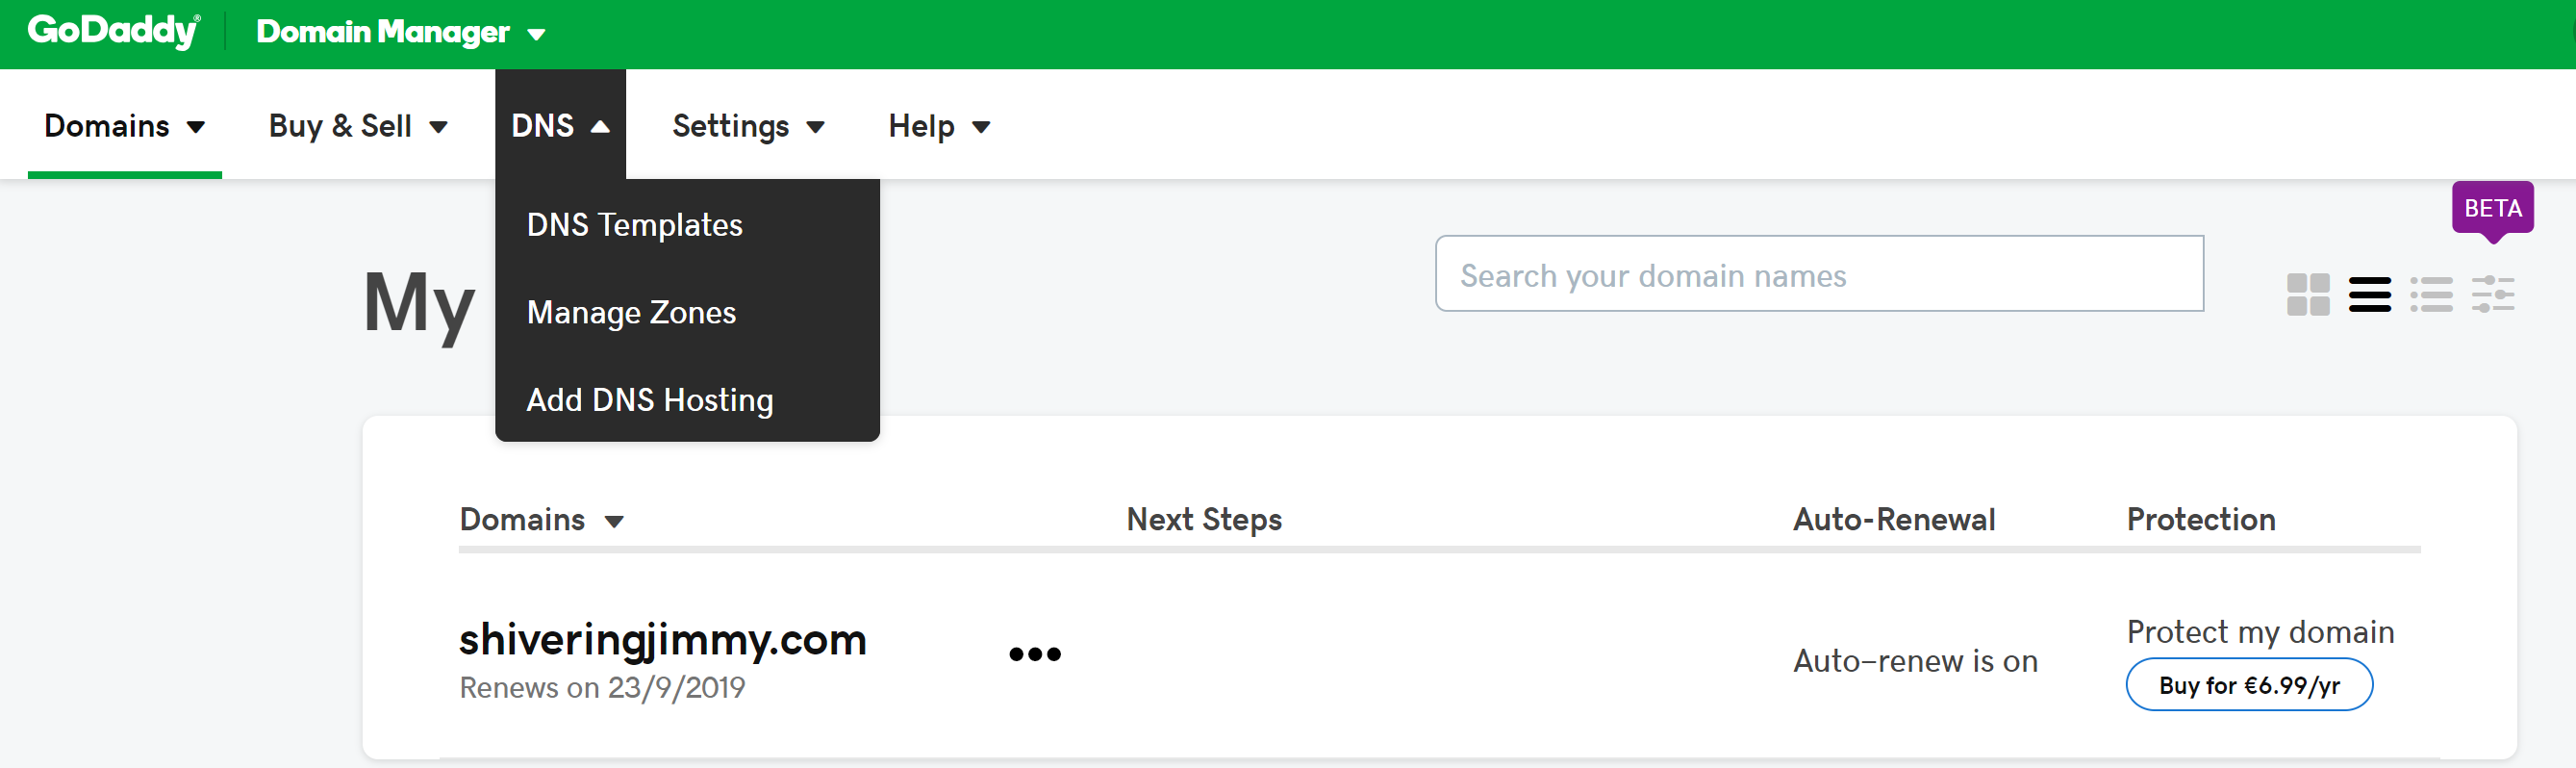 GoDaddy® Domain Manager
Domains Buy & Sell DNS Settings Help
DNS Templates
Manage Zones
Add DNS Hosting
BETA
My
Search your domain names
Domains Next Steps Auto-Renewal Protection
shiveringjimmy.com
Renews on 23/9/2019
Auto-renew is on
Protect my domain
Buy for €6.99/yr